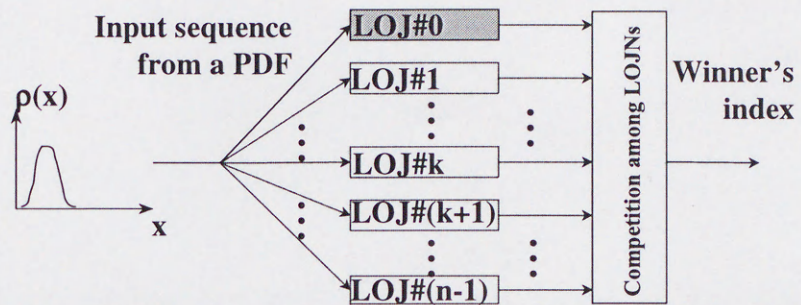 Input sequence
from a PDF
ρ(x)
x
LOJ#0
LOJ#1
LOJ#k
LOJ#(k+1)
LOJ#(n-1)
Competition among LOJNs
Winner's
index